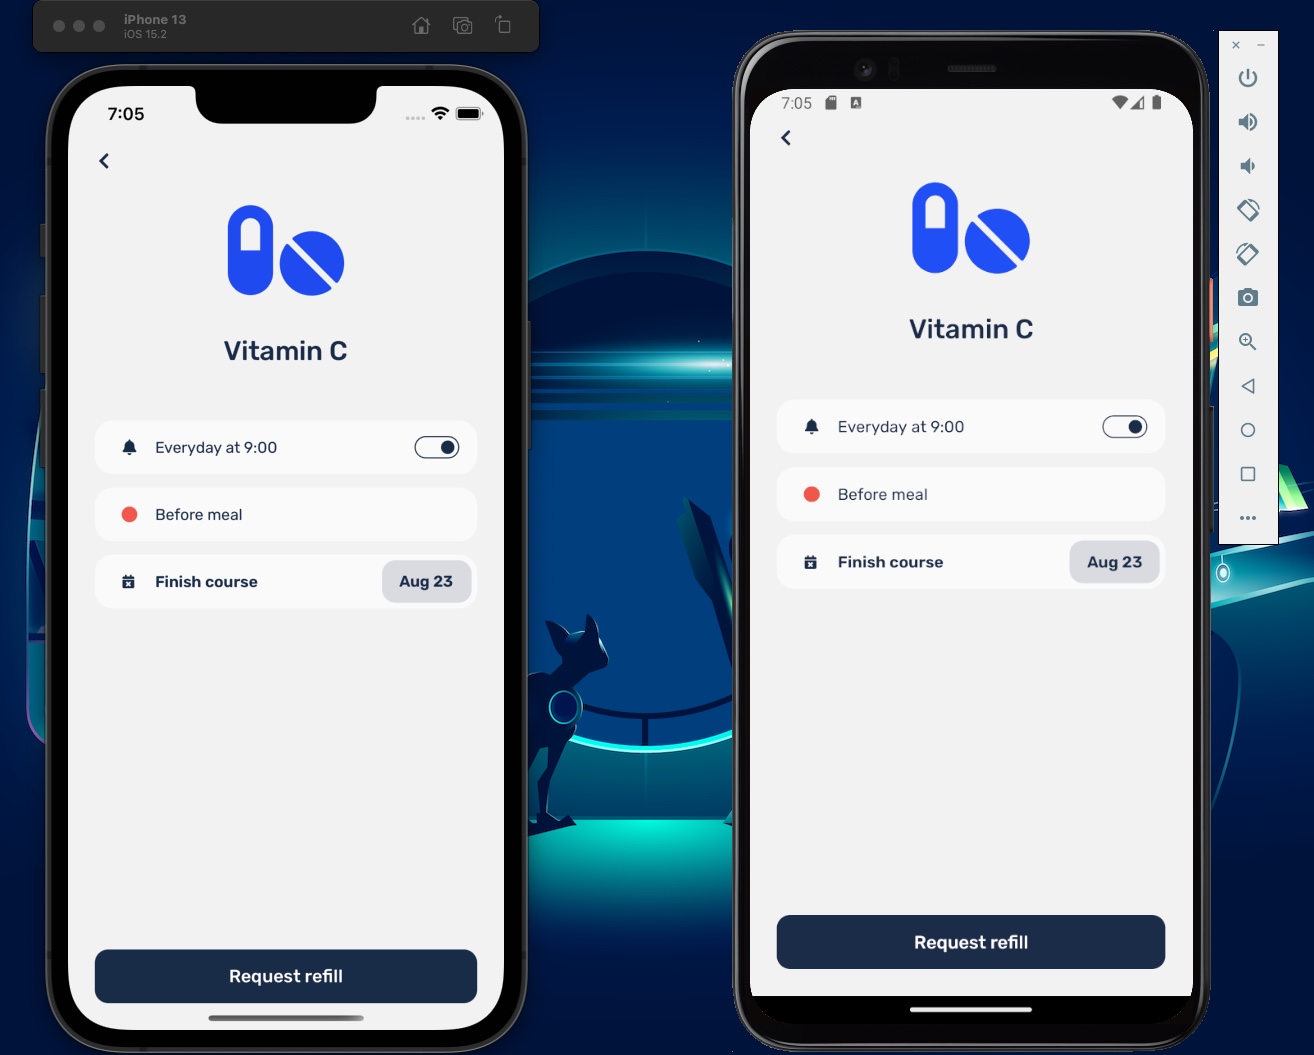 iPhone 13
iOS 15.2
7:05
Vitamin C
Everyday at 9:00
Before meal
Finish course
Aug 23
Request refill
7:05
A
Vitamin C
Everyday at 9:00
Before meal
Finish course
Aug 23
Request refill